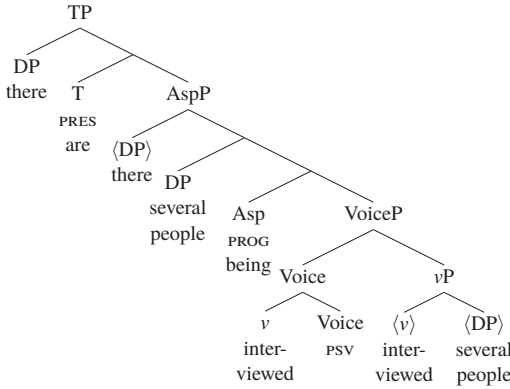 TP
DP
there
T
PRES
are
AspP
⟨DP⟩
there
DP
several
people
Asp
PROG
being
VoiceP
Voice
vP
v
inter-
viewed
Voice
PSV
⟨v⟩
inter-
viewed
⟨DP⟩
several
people